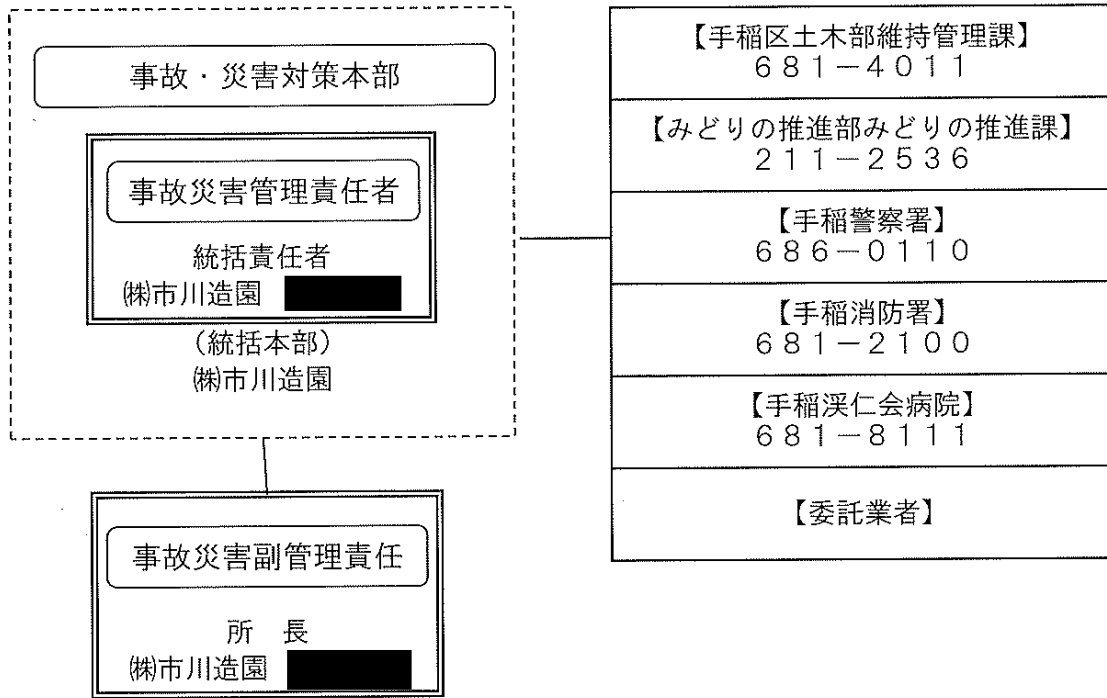 事故・災害対策本部
事故災害管理責任者
統括責任者
㈱市川造園
(統括本部)
㈱市川造園
事故災害副管理責任
所　長
㈱市川造園
【手稲区土木部維持管理課】
６８１－４０１１
【みどりの推進部みどりの推進課】
２１１－２５３６
【手稲警察署】
６８６－０１１０
【手稲消防署】
６８１－２１００
【手稲渓仁会病院】
６８１－８１１１
【委託業者】